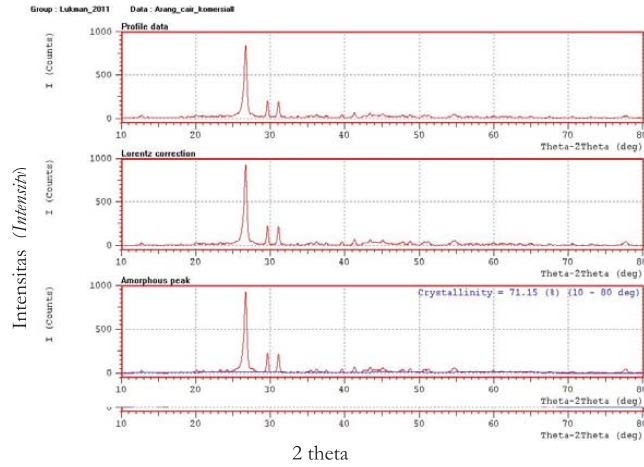 Group : Lukman_2011 Data : Arang_cair_komersiall
Profile data
I (Counts)
1000
500
0
10 20 30 40 50 60 70 80
Theta-2Theta (deg)
Lorentz correction
I (Counts)
1000
500
0
10 20 30 40 50 60 70 80
Theta-2Theta (deg)
Amorphous peak
Crystallinity = 71.15 (%) (10 - 80 deg)
I (Counts)
1000
500
0
10 20 30 40 50 60 70 80
Theta-2Theta (deg)
0
10 20 30 40 50 60 70 80
Theta-2Theta (deg)
Intensitas (Intensity)
2 theta